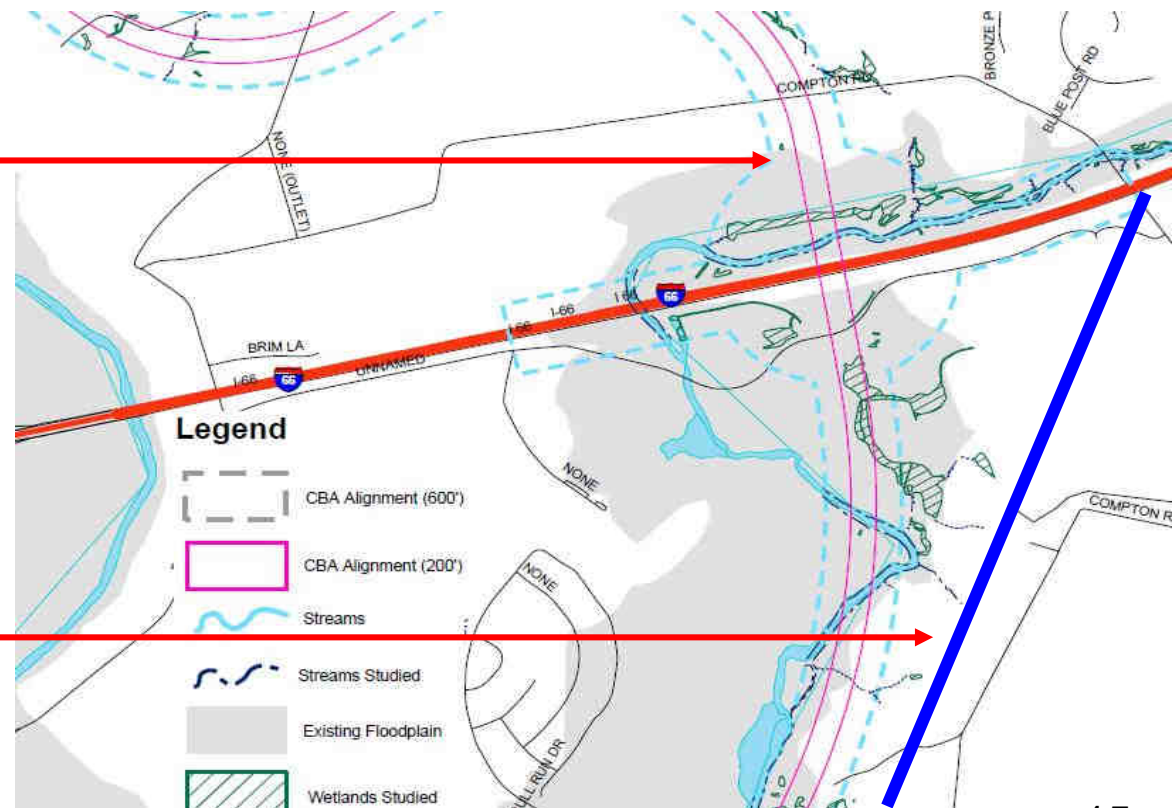 COMPTON RD
BRONZE P
BLUE POST RD
NONE (OUTLET)
66
I-66
I-66
I-66
BRIM LA
I-66
66
UNNAMED
Legend
CBA Alignment (600')
CBA Alignment (200')
Streams
Streams Studied
Existing Floodplain
Wetlands Studied
NONE
NONE
COMPTON R
ULL RUN DR